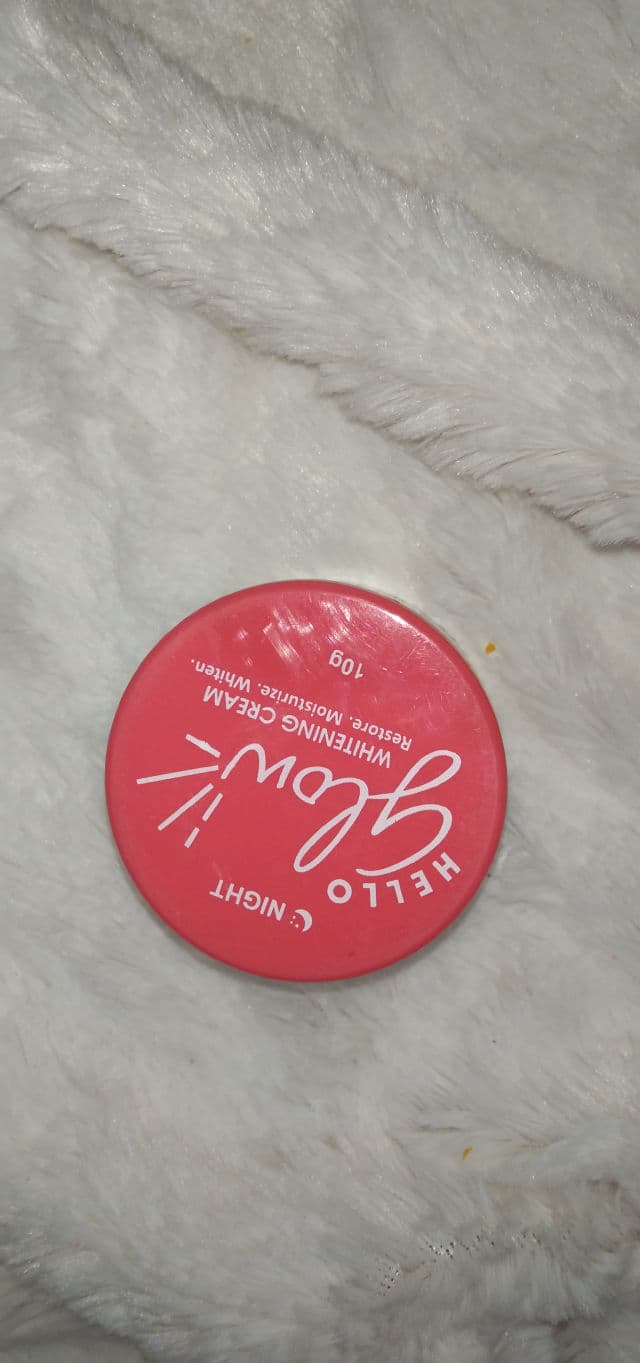 NIGHT
HELLO
glow
WHITENING CREAM
Restore. Moisturize. Whiten.
10g